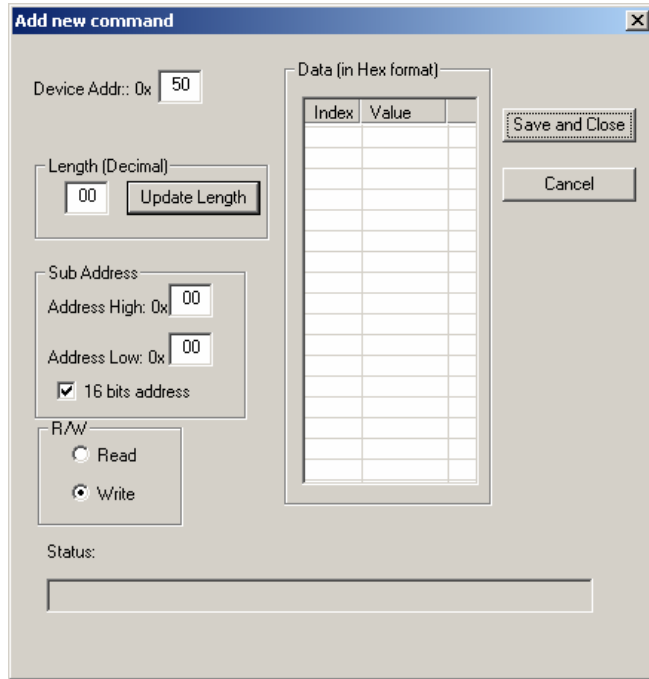 Add new command
Device Addr:: 0x 50
Length (Decimal)
00 Update Length
Sub Address
Address High: 0x 00
Address Low: 0x 00
16 bits address
R/W
Read
Write
Data (in Hex format)
Index Value
Save and Close
Cancel
Status: